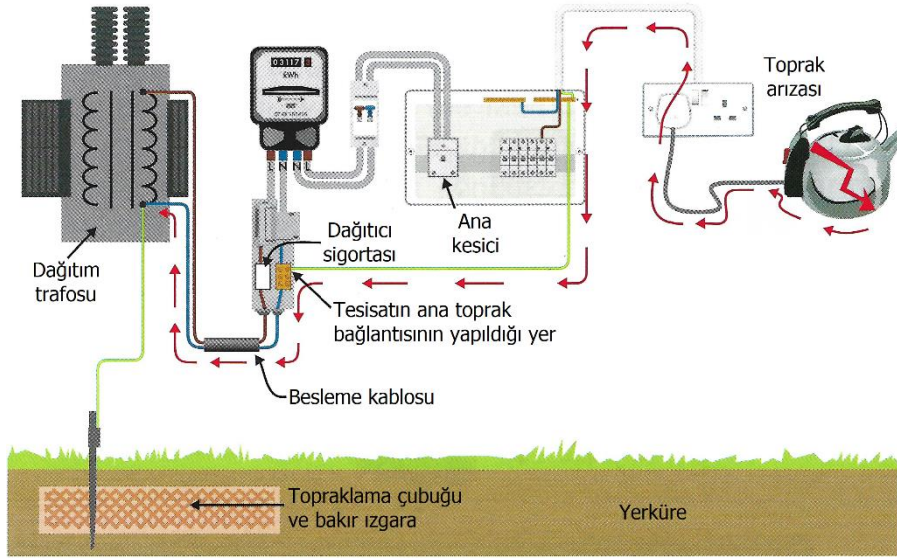 03117
kWh
L N N L
Toprak
arızası
Ana
kesici
Dağıtıcı
sigortası
Dağıtım
trafosu
Tesisatın ana toprak
bağlantısının yapıldığı yer
Besleme kablosu
Topraklama çubuğu
ve bakır ızgara
Yerküre